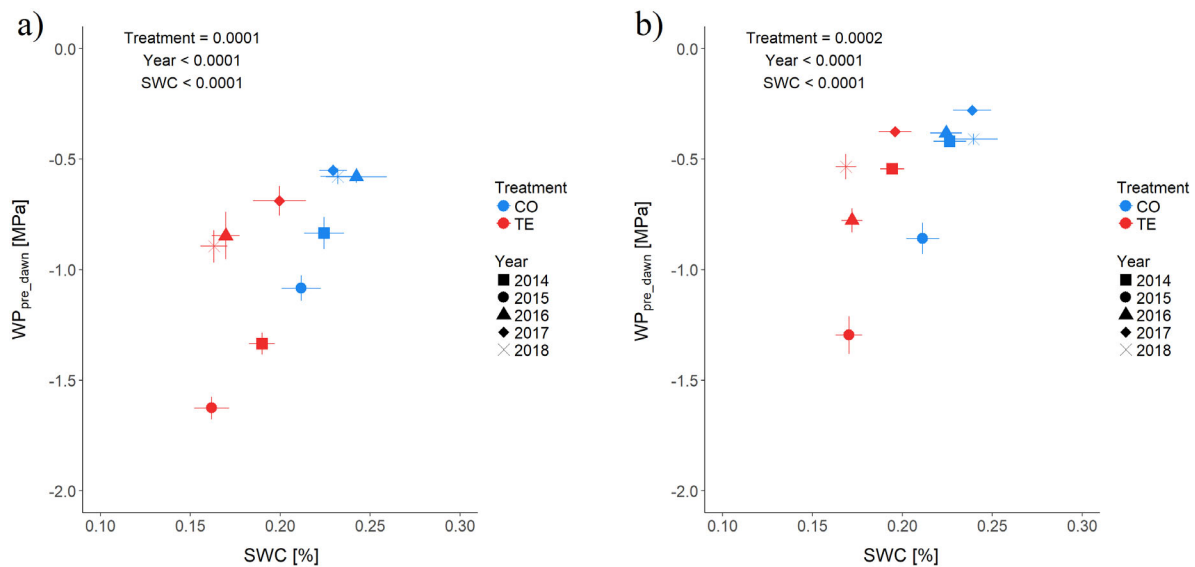 a)
Treatment = 0.0001
Year < 0.0001
SWC < 0.0001
0.0
-0.5
-1.0
-1.5
-2.0
WPpre_dawn [MPa]
0.10 0.15 0.20 0.25 0.30
SWC [%]
Treatment
CO
TE
Year
2014
2015
2016
2017
2018
b)
Treatment = 0.0002
Year < 0.0001
SWC < 0.0001
0.0
-0.5
-1.0
-1.5
-2.0
WPpre_dawn [MPa]
0.10 0.15 0.20 0.25 0.30
SWC [%]
Treatment
CO
TE
Year
2014
2015
2016
2017
2018